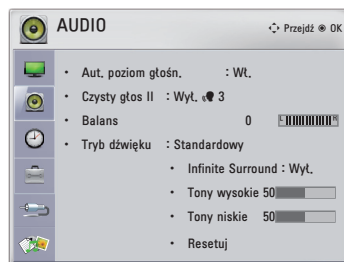 AUDIO
Przejdź OK
• Aut. poziom głośn. : Wł.
• Czysty głos II : Wył. 3
• Balans 0 L R
• Tryb dźwięku : Standardowy
• Infinite Surround : Wył.
• Tony wysokie 50
• Tony niskie 50
• Resetuj